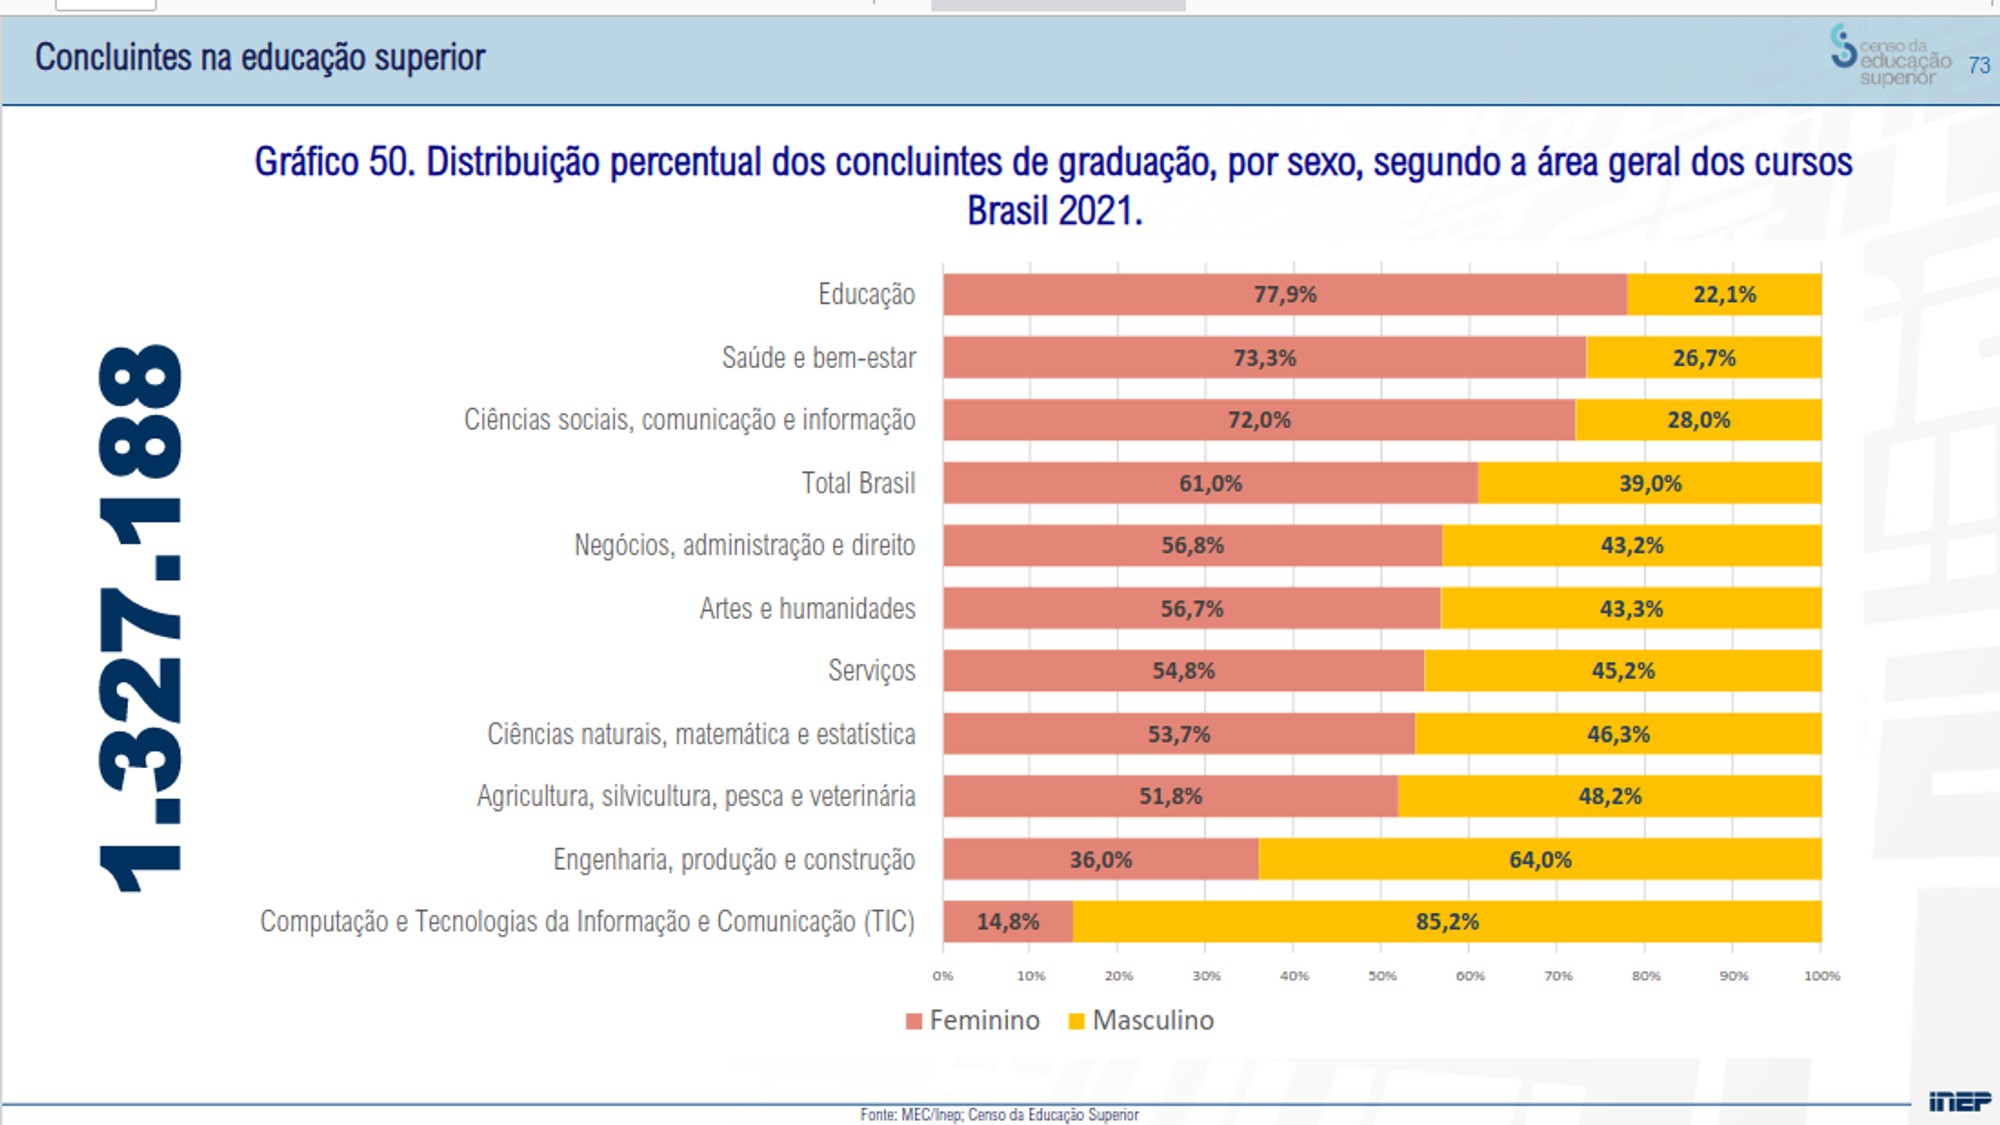 Concluintes na educação superior
censo da
educação
superior
73
Gráfico 50. Distribuição percentual dos concluintes de graduação, por sexo, segundo a área geral dos cursos
Brasil 2021.
1.327.188
Educação 77,9% 22,1%
Saúde e bem-estar 73,3% 26,7%
Ciências sociais, comunicação e informação 72,0% 28,0%
Total Brasil 61,0% 39,0%
Negócios, administração e direito 56,8% 43,2%
Artes e humanidades 56,7% 43,3%
Serviços 54,8% 45,2%
Ciências naturais, matemática e estatística 53,7% 46,3%
Agricultura, silvicultura, pesca e veterinária 51,8% 48,2%
Engenharia, produção e construção 36,0% 64,0%
Computação e Tecnologias da Informação e Comunicação (TIC) 14,8% 85,2%
0% 10% 20% 30% 40% 50% 60% 70% 80% 90% 100%
Feminino Masculino
Fonte: MEC/Inep; Censo da Educação Superior
INEP